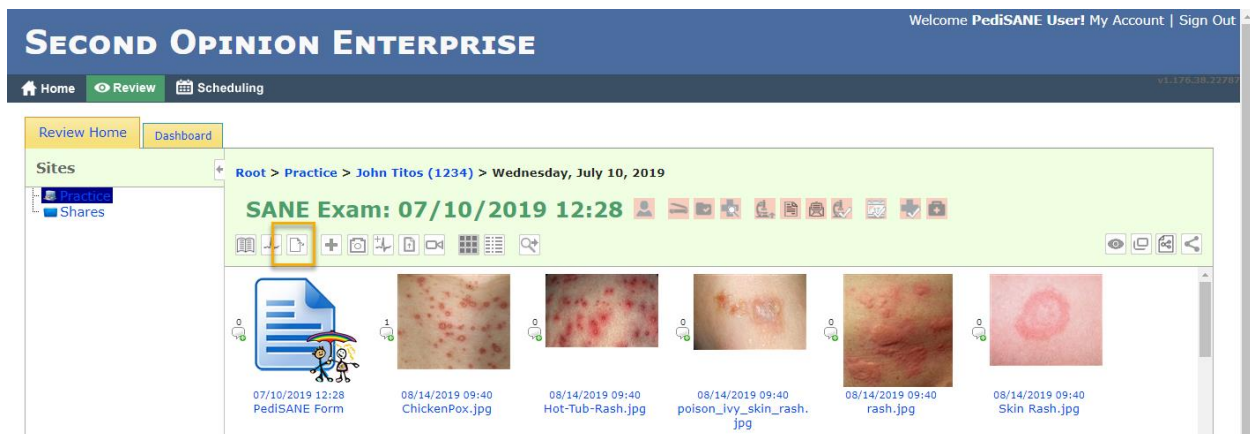 Welcome PediSANE User! My Account | Sign Out
SECOND OPINION ENTERPRISE
Home Review Scheduling
v1.176.38.22787
Review Home Dashboard
Sites
Root > Practice > John Titos (1234) > Wednesday, July 10, 2019
Practice
Shares
SANE Exam: 07/10/2019 12:28
0 1 0 0 0 0
07/10/2019 12:28 08/14/2019 09:40 08/14/2019 09:40 08/14/2019 09:40 08/14/2019 09:40 08/14/2019 09:40
PediSANE Form ChickenPox.jpg Hot-Tub-Rash.jpg poison_ivy_skin_rash. rash.jpg Skin Rash.jpg
jpg